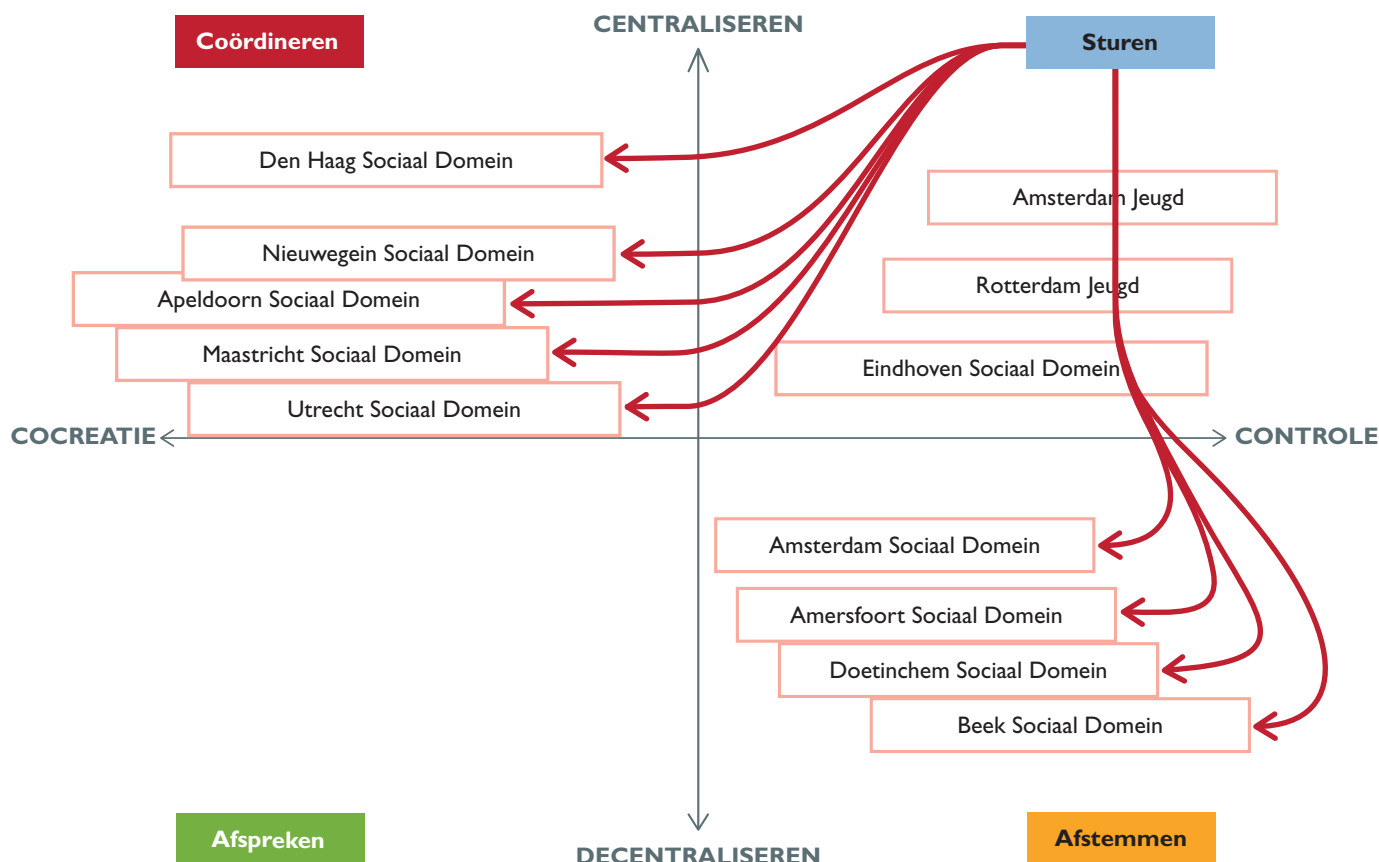 CENTRALISEREN
Coördineren
Sturen
Den Haag Sociaal Domein
Amsterdam Jeugd
Nieuwegein Sociaal Domein
Rotterdam Jeugd
Apeldoorn Sociaal Domein
Maastricht Sociaal Domein
Eindhoven Sociaal Domein
Utrecht Sociaal Domein
COCREATIE
CONTROLE
Amsterdam Sociaal Domein
Amersfoort Sociaal Domein
Doetinchem Sociaal Domein
Beek Sociaal Domein
Afspreken
Afstemmen
DECENTRALISEREN